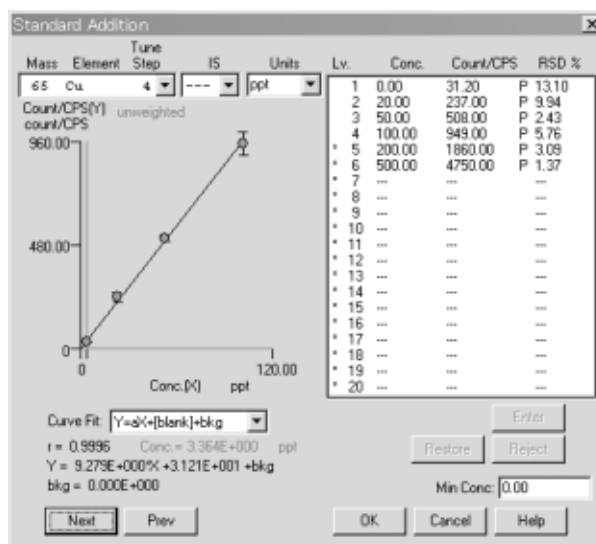 Standard Addition
Mass Element Tune Step IS Units
65 Cu 4 --- ppt
Count/CPS(Y) unweighted
count/CPS
960.00
480.00
0
0 120.00
Conc.(X) ppt
Curve Fit: Y=aX+[blank]+bkg
r = 0.9996 Conc.= 3.364E+000 ppt
Y = 9.279E+000*X +3.121E+001 +bkg
bkg = 0.000E+000
Next Prev
Lv. Conc. Count/CPS RSD %
1 0.00 31.20 P 13.10
2 20.00 237.00 P 9.94
3 50.00 508.00 P 2.43
4 100.00 949.00 P 5.76
* 5 200.00 1860.00 P 3.09
* 6 500.00 4750.00 P 1.37
* 7 --- --- ---
* 8 --- --- ---
* 9 --- --- ---
* 10 --- --- ---
* 11 --- --- ---
* 12 --- --- ---
* 13 --- --- ---
* 14 --- --- ---
* 15 --- --- ---
* 16 --- --- ---
* 17 --- --- ---
* 18 --- --- ---
* 19 --- --- ---
* 20 --- --- ---
Enter
Restore Reject
Min Conc: 0.00
OK Cancel Help